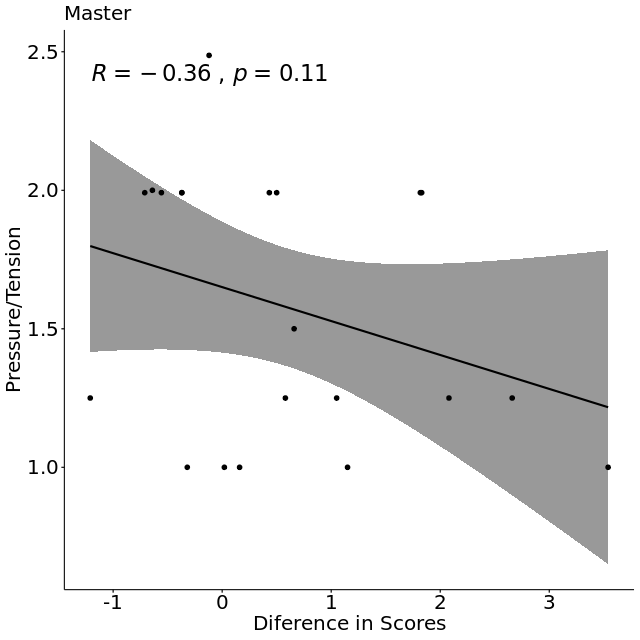 Master
R = − 0.36 , p = 0.11
Pressure/Tension
2.5
2.0
1.5
1.0
-1 0 1 2 3
Diference in Scores